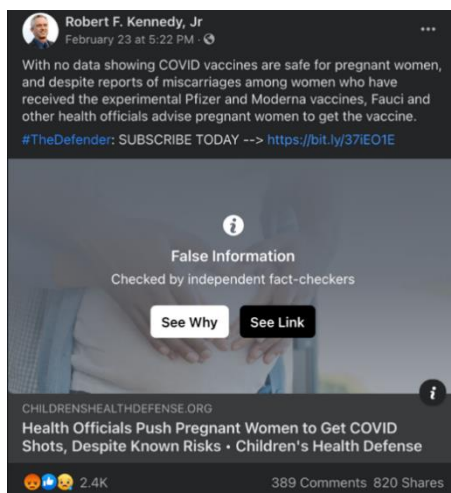 Robert F. Kennedy, Jr
February 23 at 5:22 PM ·
With no data showing COVID vaccines are safe for pregnant women,
and despite reports of miscarriages among women who have
received the experimental Pfizer and Moderna vaccines, Fauci and
other health officials advise pregnant women to get the vaccine.
#TheDefender: SUBSCRIBE TODAY --> https://bit.ly/37iEO1E
False Information
Checked by independent fact-checkers
See Why See Link
CHILDRENSHEALTHDEFENSE.ORG
Health Officials Push Pregnant Women to Get COVID
Shots, Despite Known Risks • Children's Health Defense
2.4K 389 Comments 820 Shares